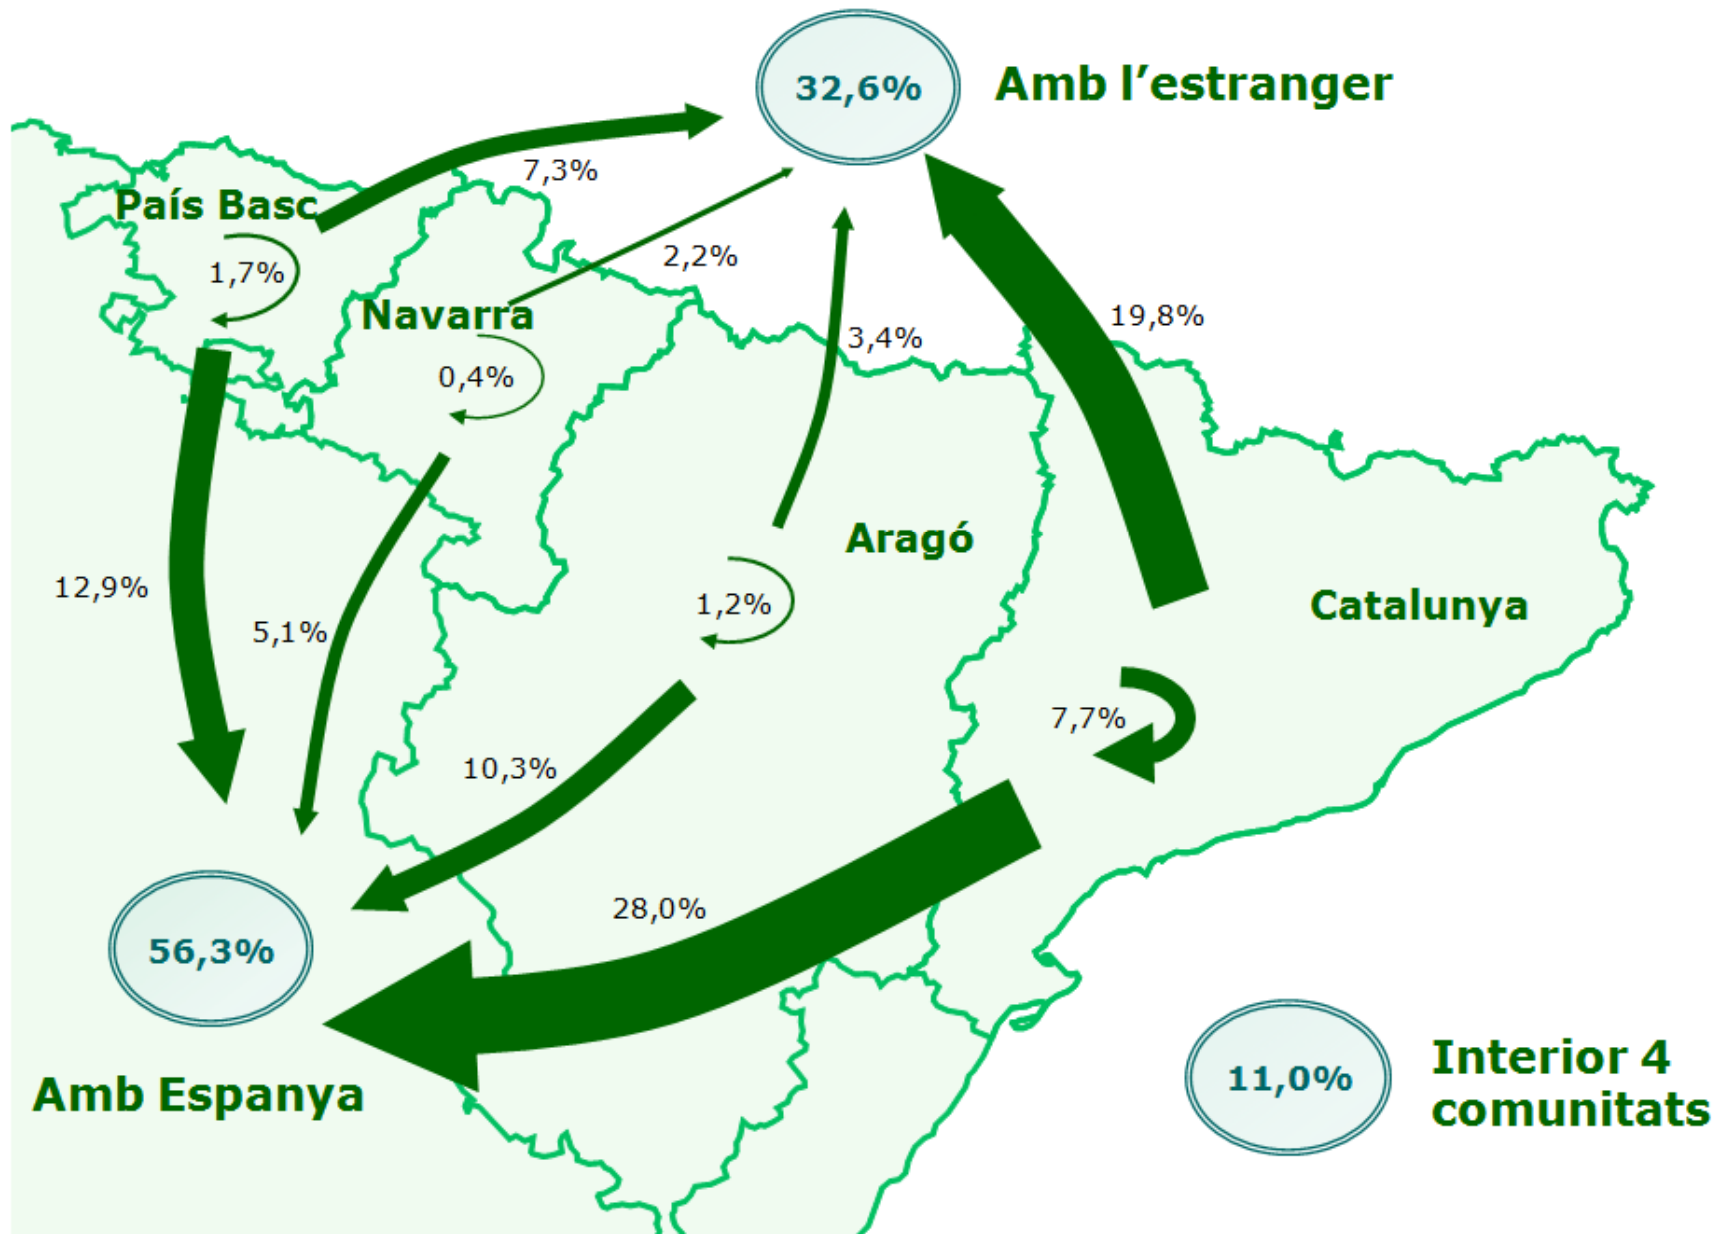 32,6%
Amb l’estranger
7,3%
País Basc
1,7%
2,2%
Navarra
0,4%
3,4%
19,8%
Aragó
12,9%
5,1%
1,2%
Catalunya
7,7%
10,3%
28,0%
56,3%
Amb Espanya
11,0%
Interior 4
comunitats